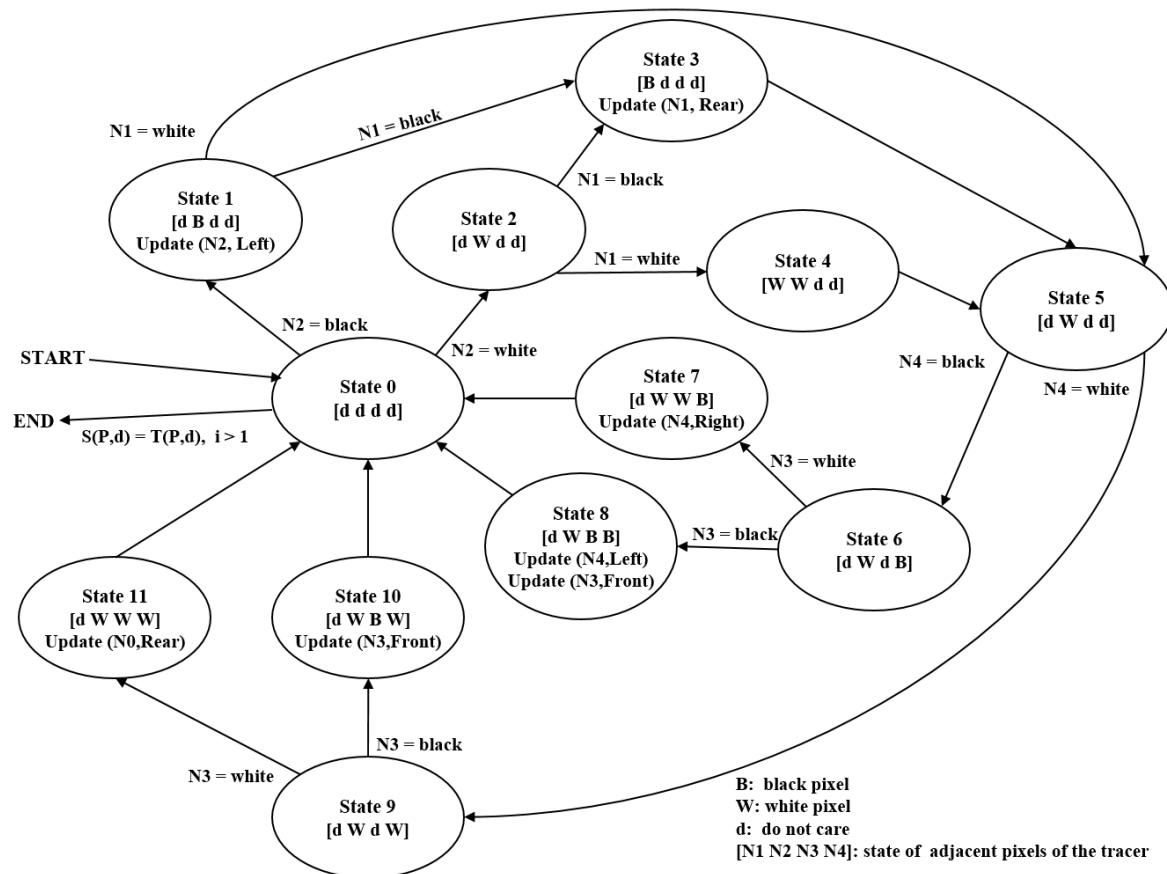 State 3
[B d d d]
Update (N1, Rear)
N1 = white
N1 = black
State 1
[d B d d]
Update (N2, Left)
State 2
[d W d d]
N1 = black
N1 = white
State 4
[W W d d]
State 5
[d W d d]
N2 = black
N2 = white
START
State 0
[d d d d]
END
S(P,d) = T(P,d),  i > 1
State 7
[d W W B]
Update (N4,Right)
N4 = black
N4 = white
N3 = white
State 8
[d W B B]
Update (N4,Left)
Update (N3,Front)
N3 = black
State 6
[d W d B]
State 11
[d W W W]
Update (N0,Rear)
State 10
[d W B W]
Update (N3,Front)
N3 = black
N3 = white
State 9
[d W d W]
B:  black pixel
W: white pixel
d:  do not care
[N1 N2 N3 N4]: state of  adjacent pixels of the tracer